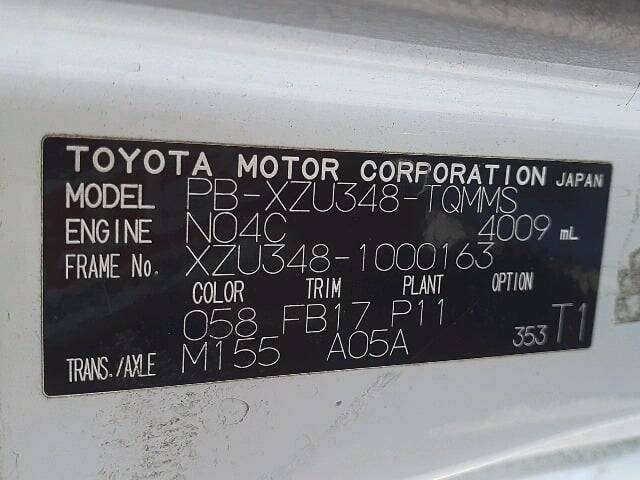 TOYOTA MOTOR CORPORATION JAPAN
MODEL PB-XZU348-TQMMS
ENGINE N04C 4009 mL
FRAME No. XZU348-1000163
COLOR TRIM PLANT OPTION
058 FB17 P11
TRANS./AXLE M155 A05A 353 T1